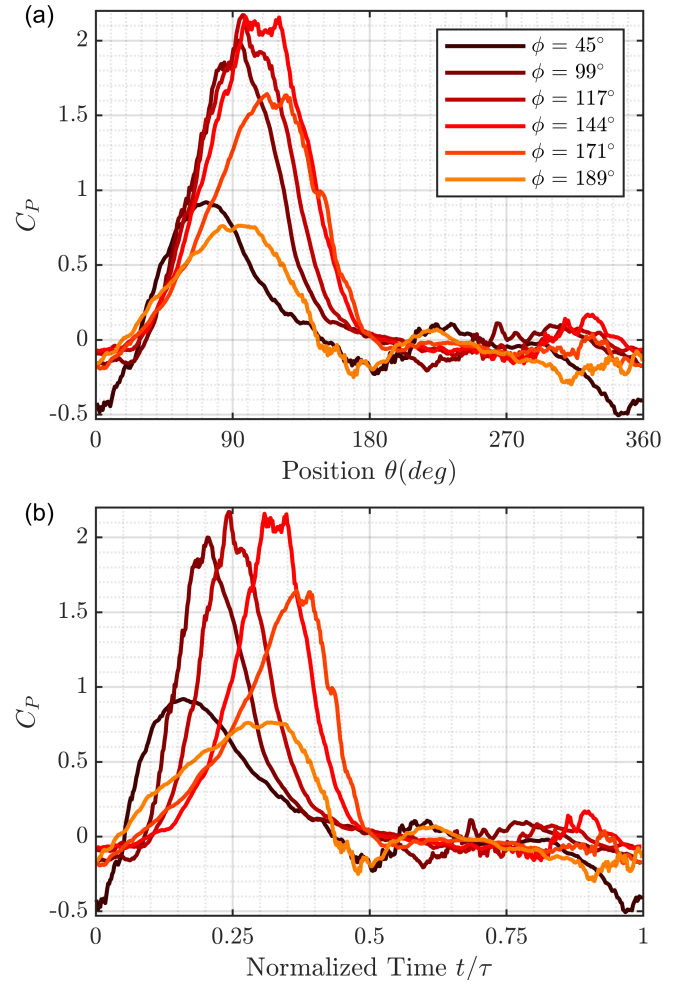 (a)
2
1.5
1
0.5
0
-0.5
C_P
ϕ = 45°
ϕ = 99°
ϕ = 117°
ϕ = 144°
ϕ = 171°
ϕ = 189°
0 90 180 270 360
Position θ(deg)
(b)
2
1.5
1
0.5
0
-0.5
C_P
0 0.25 0.5 0.75 1
Normalized Time t/τ